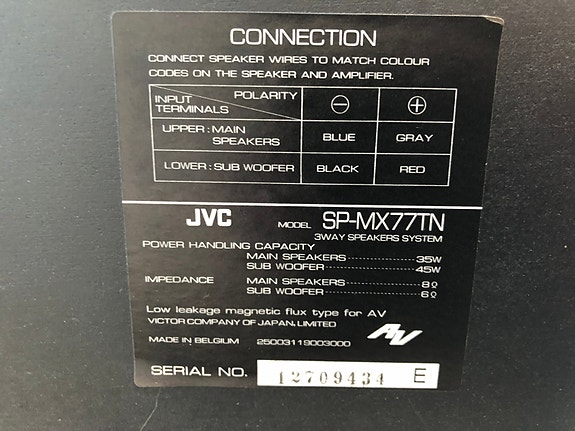 CONNECTION
CONNECT SPEAKER WIRES TO MATCH COLOUR
CODES ON THE SPEAKER AND AMPLIFIER.
POLARITY ⊖ ⊕
INPUT
TERMINALS
UPPER : MAIN
SPEAKERS BLUE GRAY
LOWER : SUB WOOFER BLACK RED
JVC MODEL SP-MX77TN
3WAY SPEAKERS SYSTEM
POWER HANDLING CAPACITY
MAIN SPEAKERS 35W
SUB WOOFER 45W
IMPEDANCE MAIN SPEAKERS 8Ω
SUB WOOFER 6Ω
Low leakage magnetic flux type for AV
VICTOR COMPANY OF JAPAN, LIMITED
AV
MADE IN BELGIUM 25003119003000
SERIAL NO. 12709434 E